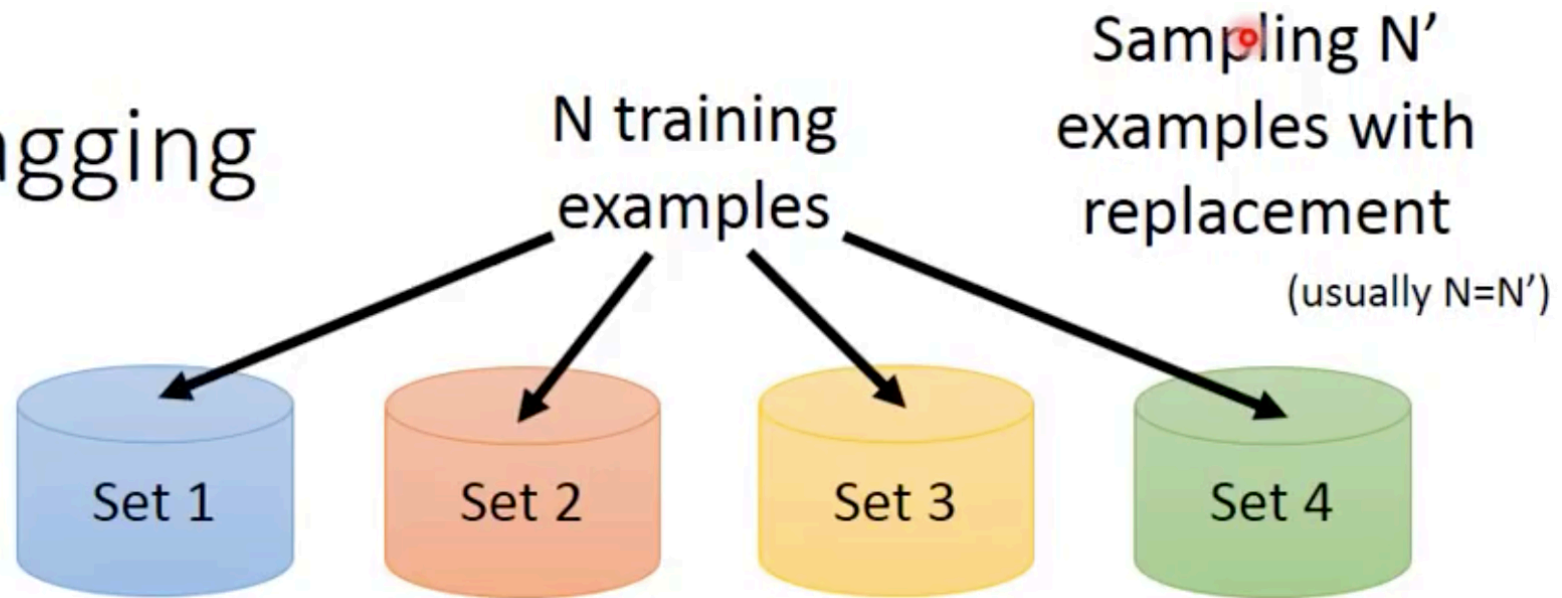 agging
N training
examples
Sampling N’
examples with
replacement
(usually N=N’)
Set 1
Set 2
Set 3
Set 4